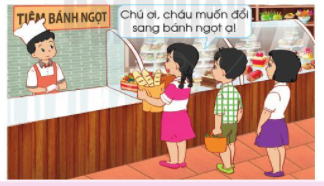 TIỆM BÁNH NGỌT
Chú ơi, cháu muốn đổi
sang bánh ngọt ạ!